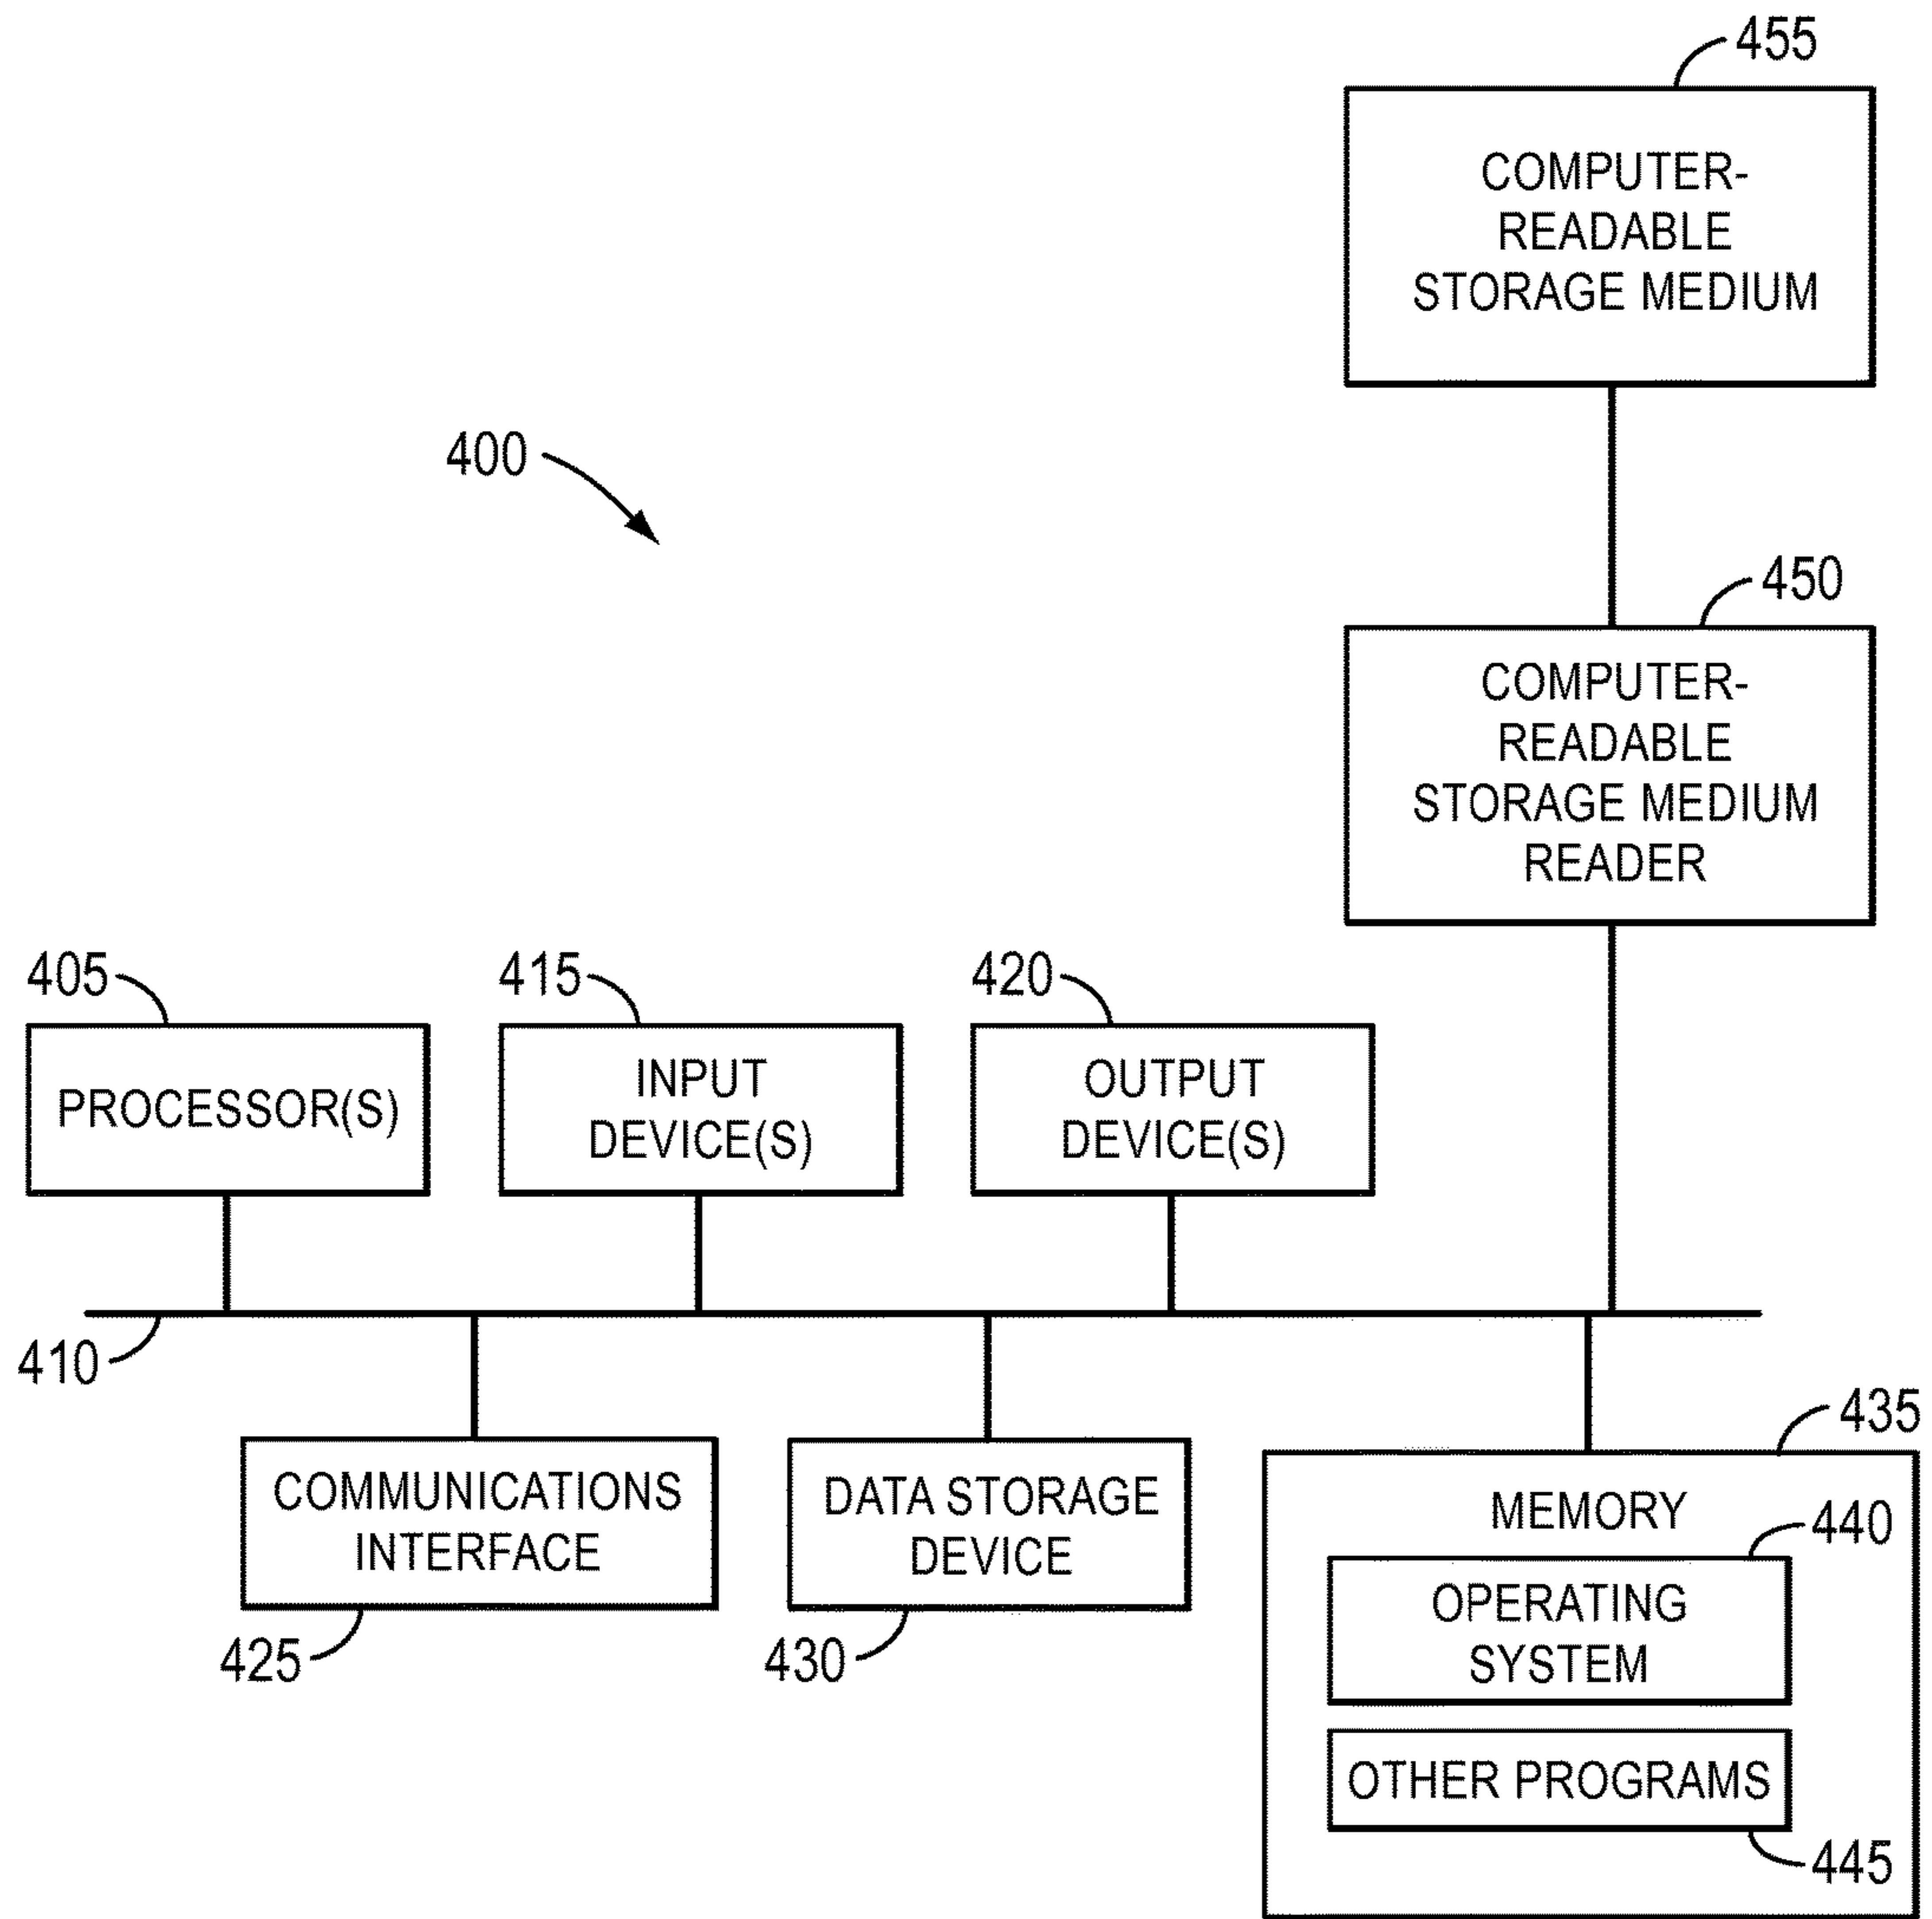 455
COMPUTER-
READABLE
STORAGE MEDIUM
400
450
COMPUTER-
READABLE
STORAGE MEDIUM
READER
405
PROCESSOR(S)
415
INPUT
DEVICE(S)
420
OUTPUT
DEVICE(S)
410
COMMUNICATIONS
INTERFACE
425
DATA STORAGE
DEVICE
430
435
MEMORY
440
OPERATING
SYSTEM
OTHER PROGRAMS
445